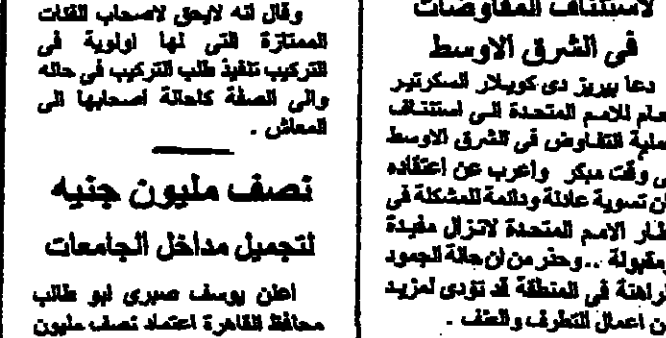 لاستئناف المفاوضات
فى الشرق الاوسط
دعا بيريز دى كويلار السكرتير
العام للامم المتحدة الى استئناف
عملية التفاوض فى الشرق الاوسط
فى وقت مبكر واعرب عن اعتقاده
ان تسوية عادلة ودائمة للمشكلة فى
اطار الامم المتحدة لاتزال مفيدة
ومقبولة .. وحذر من ان حالة الجمود
الراهنة فى المنطقة قد تؤدى لمزيد
من اعمال التطرف والعنف .
وقال انه لايحق لاصحاب الفئات
الممتازة التى لها اولوية فى
التركيب تنفيذ طلب التركيب فى حاله
والى الصفة كاحالة اصحابها الى
المعاش .
نصف مليون جنيه
لتجميل مداخل الجامعات
اعلن يوسف صبرى ابو طالب
محافظ القاهرة اعتماد نصف مليون